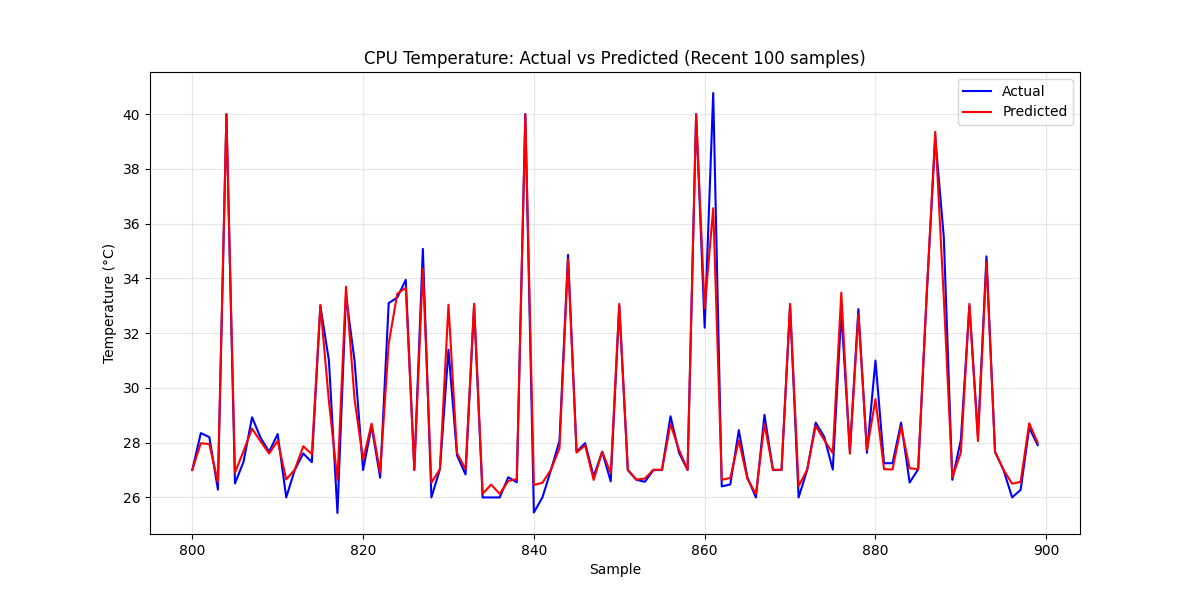 CPU Temperature: Actual vs Predicted (Recent 100 samples)
Actual
Predicted
Temperature (°C)
40
38
36
34
32
30
28
26
800 820 840 860 880 900
Sample